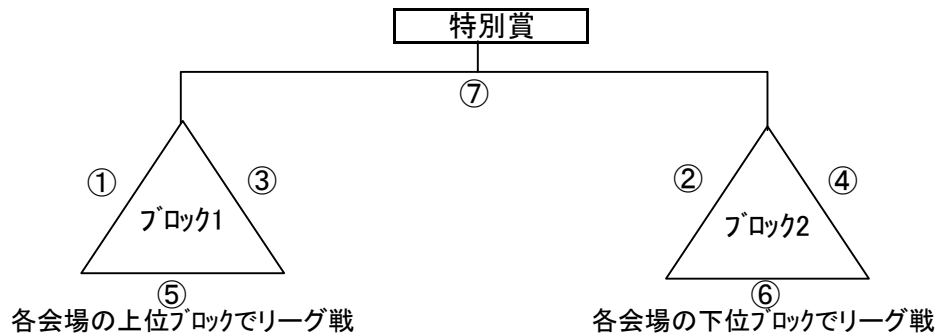 特別賞
⑦
① ③
ブロック1
⑤
各会場の上位ブロックでリーグ戦
② ④
ブロック2
⑥
各会場の下位ブロックでリーグ戦